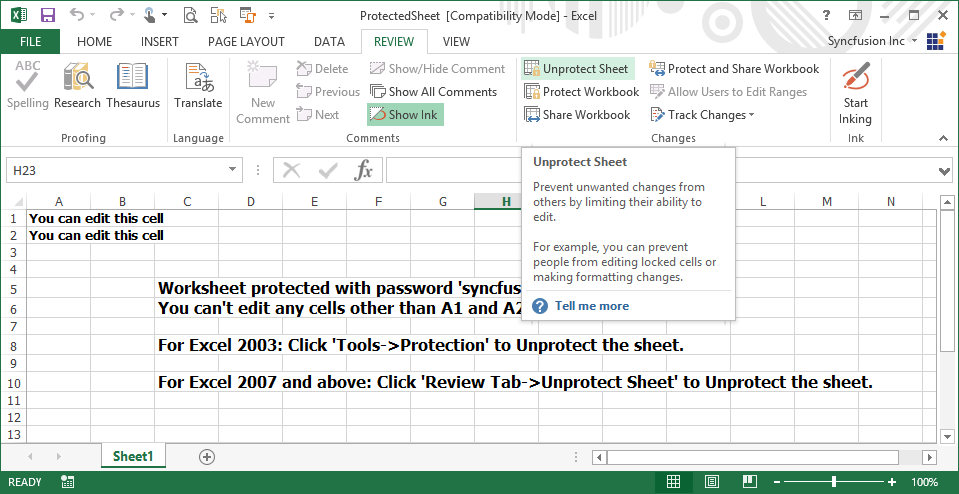 ProtectedSheet [Compatibility Mode] - Excel
FILE HOME INSERT PAGE LAYOUT DATA REVIEW VIEW Syncfusion Inc
ABC
Spelling Research Thesaurus
Proofing
Translate
Language
New Comment
Delete
Previous
Next
Show/Hide Comment
Show All Comments
Show Ink
Comments
Unprotect Sheet
Protect Workbook
Share Workbook
Protect and Share Workbook
Allow Users to Edit Ranges
Track Changes
Changes
Start Inking
Ink
H23
fx
Unprotect Sheet
Prevent unwanted changes from
others by limiting their ability to
edit.
For example, you can prevent
people from editing locked cells or
making formatting changes.
? Tell me more
A B C D E F G H L M N
1 You can edit this cell
2 You can edit this cell
3
4
5 Worksheet protected with password 'syncfus
6 You can't edit any cells other than A1 and A2
7
8 For Excel 2003: Click 'Tools->Protection' to Unprotect the sheet.
9
10 For Excel 2007 and above: Click 'Review Tab->Unprotect Sheet' to Unprotect the sheet.
11
12
13
Sheet1
READY 100%